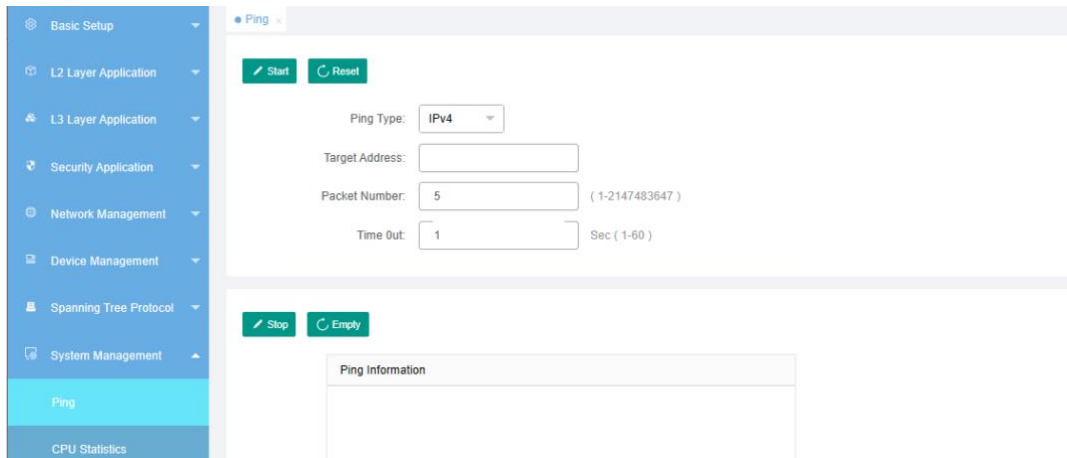 Basic Setup
L2 Layer Application
L3 Layer Application
Security Application
Network Management
Device Management
Spanning Tree Protocol
System Management
Ping
CPU Statistics
Ping ×
Start Reset
Ping Type: IPv4
Target Address:
Packet Number: 5 ( 1-2147483647 )
Time 0ut: 1 Sec ( 1-60 )
Stop Empty
Ping Information